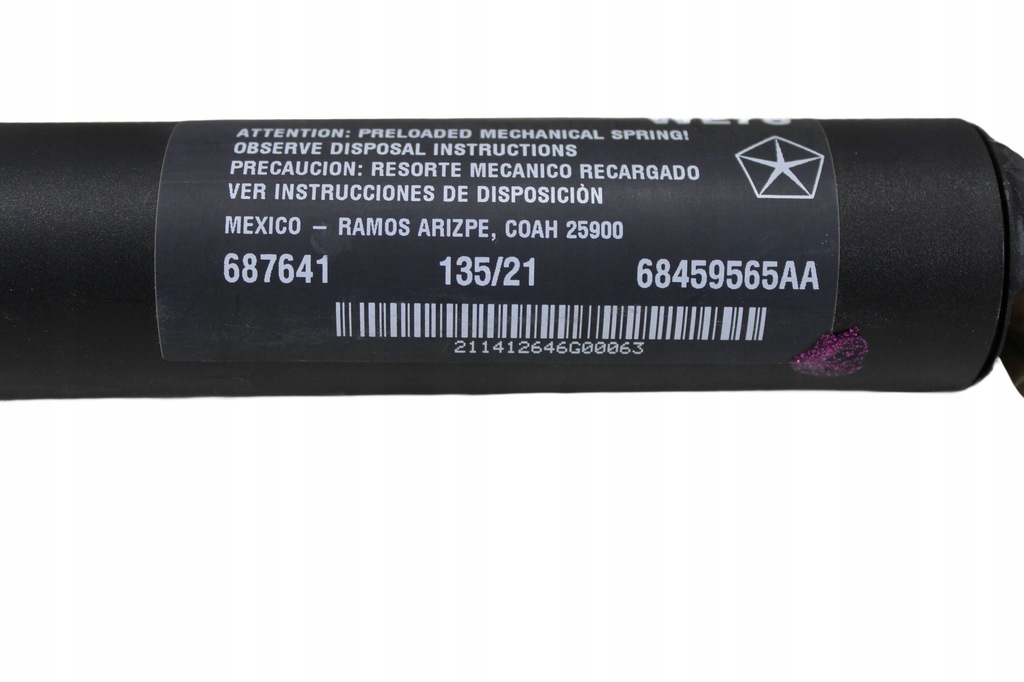 ATTENTION: PRELOADED MECHANICAL SPRING!
OBSERVE DISPOSAL INSTRUCTIONS
PRECAUCION: RESORTE MECANICO RECARGADO
VER INSTRUCCIONES DE DISPOSICIÒN
MEXICO – RAMOS ARIZPE, COAH 25900
687641 135/21 68459565AA
211412646G00063